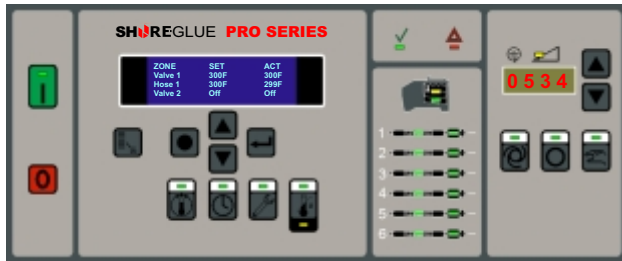 SHOREGLUE PRO SERIES
ZONE SET ACT
Valve 1 300F 300F
Hose 1 300F 299F
Valve 2 Off Off
0534
1
2
3
4
5
6